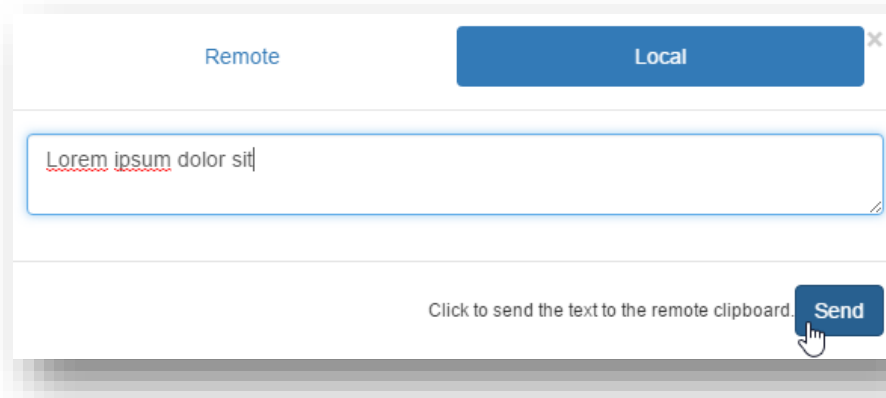 Remote Local ×
Lorem ipsum dolor sit
Click to send the text to the remote clipboard. Send